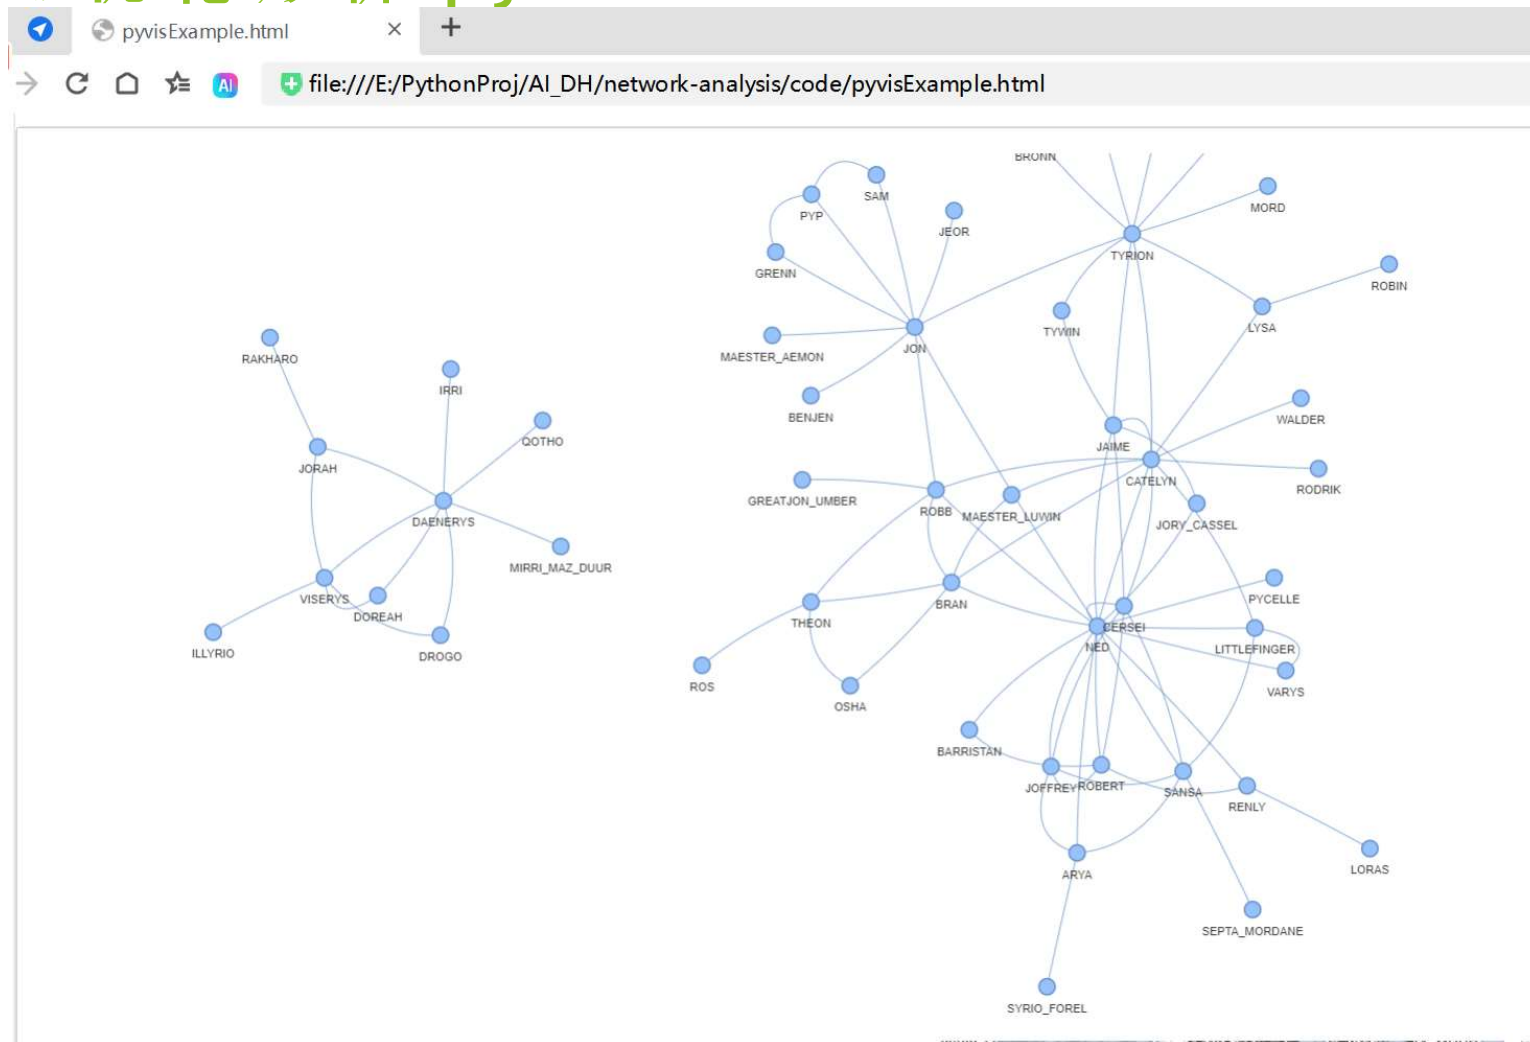 pyvisExample.html
AI
file:///E:/PythonProj/AI_DH/network-analysis/code/pyvisExample.html
BRONN
SAM
MORD
PYP
JEOR
TYRION
GRENN
ROBIN
TYWIN
LYSA
JON
MAESTER_AEMON
RAKHARO
IRRI
BENJEN
WALDER
QOTHO
JAIME
JORAH
CATELYN
RODRIK
GREATJON_UMBER
ROBB
MAESTER_LUWIN
DAENERYS
JORY_CASSEL
MIRRI_MAZ_DUUR
VISERYS
PYCELLE
BRAN
DOREAH
THEON
CERSEI
NED
LITTLEFINGER
ILLYRIO
DROGO
ROS
VARYS
OSHA
BARRISTAN
JOFFREY
ROBERT
SANSA
RENLY
LORAS
ARYA
SEPTA_MORDANE
SYRIO_FOREL